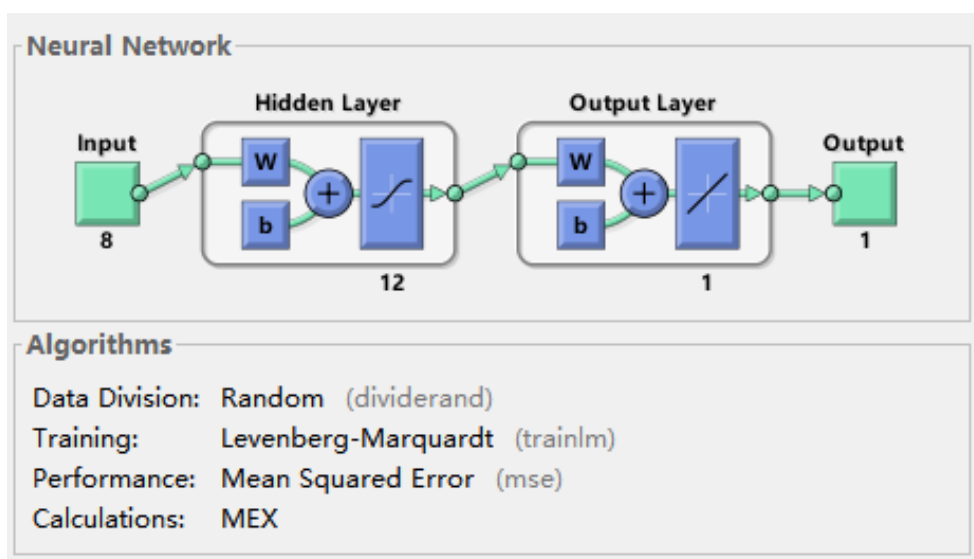 Neural Network
Hidden Layer
Output Layer
Input
Output
W
b
+
W
b
+
8
12
1
1
Algorithms
Data Division: Random (dividerand)
Training: Levenberg-Marquardt (trainlm)
Performance: Mean Squared Error (mse)
Calculations: MEX